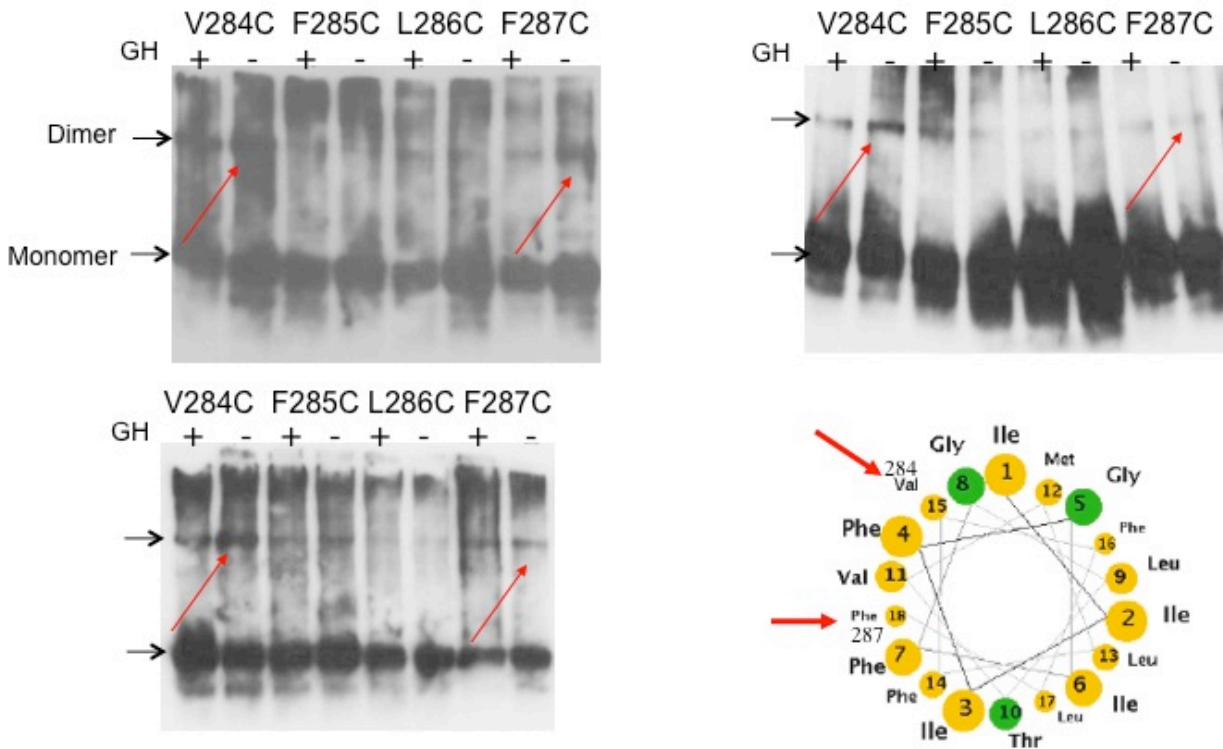 V284C F285C L286C F287C
GH + - + - + - + -
Dimer
Monomer
V284C F285C L286C F287C
GH + - + - + - + -
V284C F285C L286C F287C
GH + - + - + - + -
Ile
Gly 1 Met
284 8 12 Gly
Val 15 5
Phe 4 16 Phe
Val 11 9 Leu
Phe 18 2 Ile
287
Phe 7 13 Leu
Phe 14 6 Ile
3 10 17 Leu
Ile Thr